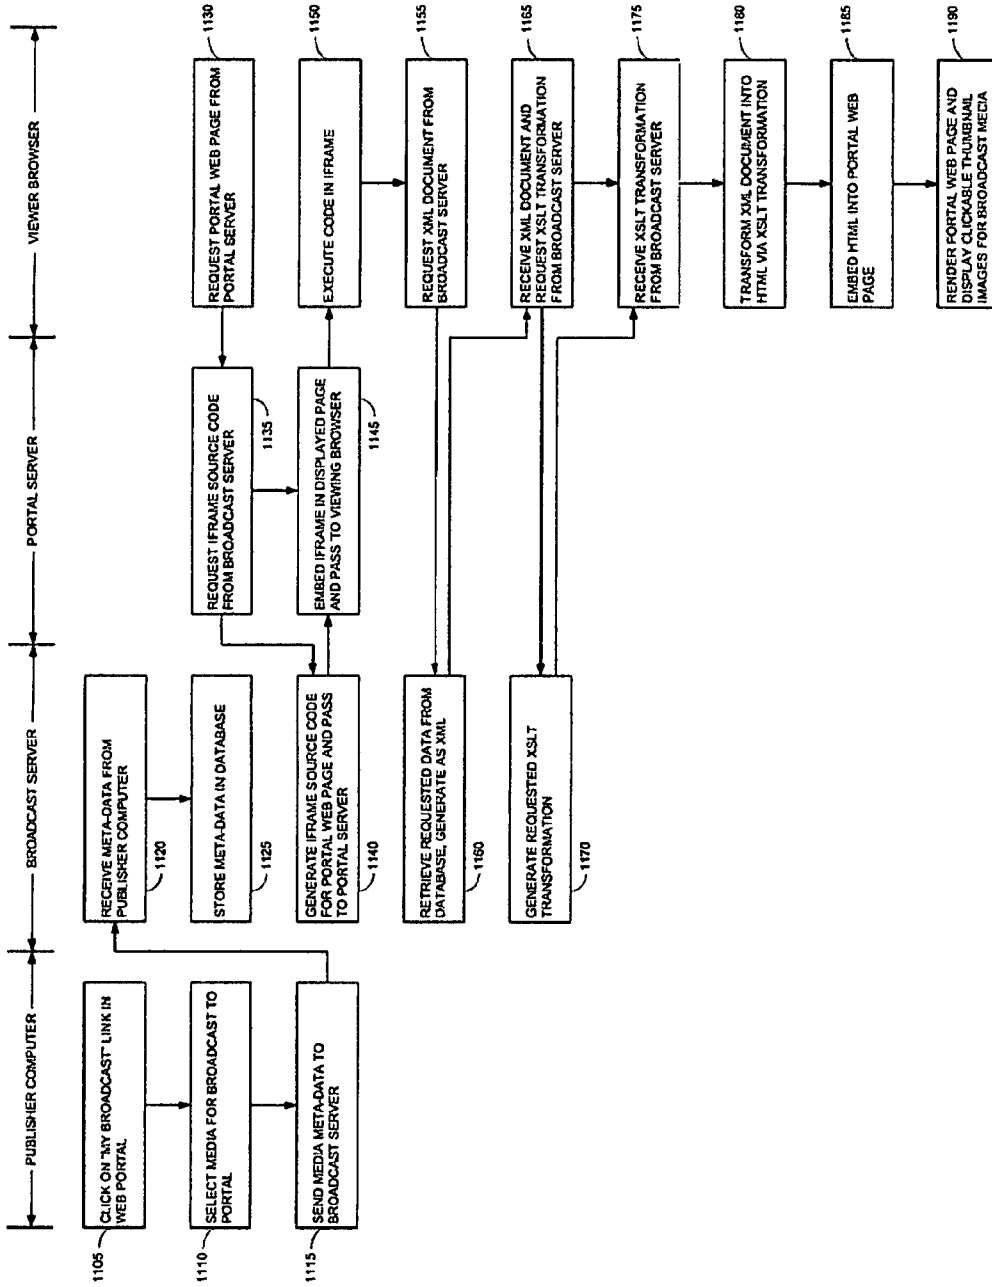 PUBLISHER COMPUTER
BROADCAST SERVER
PORTAL SERVER
VIEWER BROWSER
1105
CLICK ON "MY BROADCAST" LINK IN
WEB PORTAL
1110
SELECT MEDIA FOR BROADCAST TO
PORTAL
1115
SEND MEDIA META-DATA TO
BROADCAST SERVER
RECEIVE META-DATA FROM
PUBLISHER COMPUTER
1120
STORE META-DATA IN DATABASE
1125
REQUEST PORTAL WEB PAGE FROM
PORTAL SERVER
1130
REQUEST IFRAME SOURCE CODE
FROM BROADCAST SERVER
1135
GENERATE IFRAME SOURCE CODE
FOR PORTAL WEB PAGE AND PASS
TO PORTAL SERVER
1140
EMBED IFRAME IN DISPLAYED PAGE
AND PASS TO VIEWING BROWSER
1145
EXECUTE CODE IN IFRAME
1150
REQUEST XML DOCUMENT FROM
BROADCAST SERVER
1155
RETRIEVE REQUESTED DATA FROM
DATABASE, GENERATE AS XML
1160
RECEIVE XML DOCUMENT AND
REQUEST XSLT TRANSFORMATION
FROM BROADCAST SERVER
1165
GENERATE REQUESTED XSLT
TRANSFORMATION
1170
RECEIVE XSLT TRANSFORMATION
FROM BROADCAST SERVER
1175
TRANSFORM XML DOCUMENT INTO
HTML VIA XSLT TRANSFORMATION
1180
EMBED HTML INTO PORTAL WEB
PAGE
1185
RENDER PORTAL WEB PAGE AND
DISPLAY CLICKABLE THUMBNAIL
IMAGES FOR BROADCAST MEDIA
1190